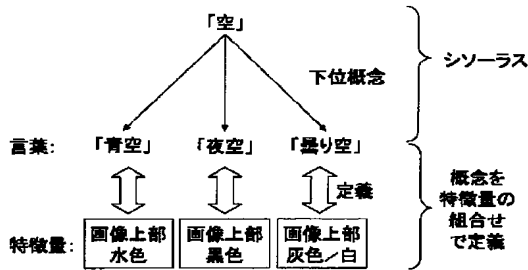 「空」
下位概念
シソーラス
言葉: 「青空」 「夜空」 「曇り空」
定義
概念を
特徴量の
組合せ
で定義
特徴量: 画像上部 画像上部 画像上部
水色 黒色 灰色／白